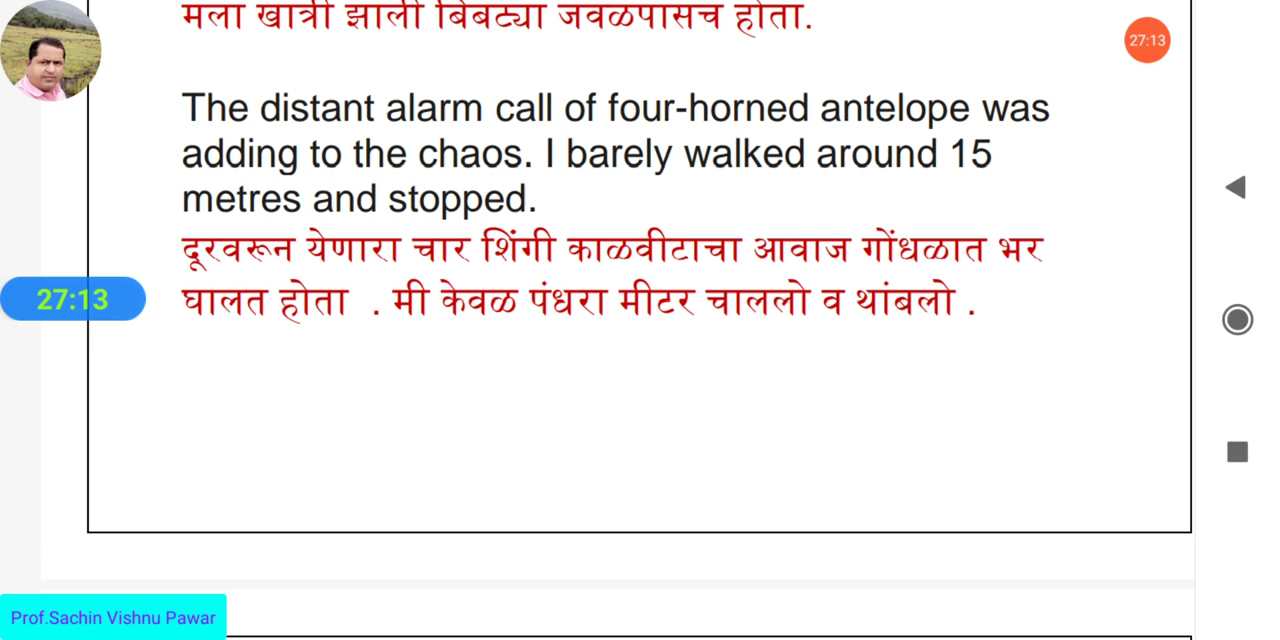 मला खात्री झाली बिबट्या जवळपासच होता.
27:13
The distant alarm call of four-horned antelope was
adding to the chaos. I barely walked around 15
metres and stopped.
दूरवरून येणारा चार शिंगी काळवीटाचा आवाज गोंधळात भर
27:13
घालत होता . मी केवळ पंधरा मीटर चाललो व थांबलो .
Prof.Sachin Vishnu Pawar